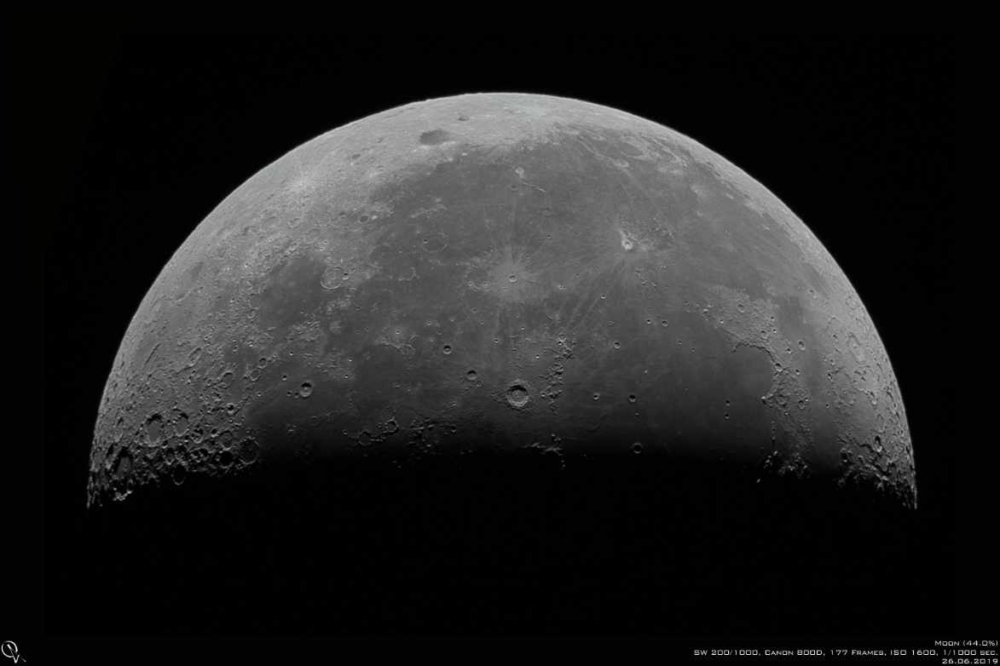 Moon (44.0%)
SW 200/1000, Canon 800D, 177 Frames, ISO 1600, 1/1000 sec.
26.06.2019